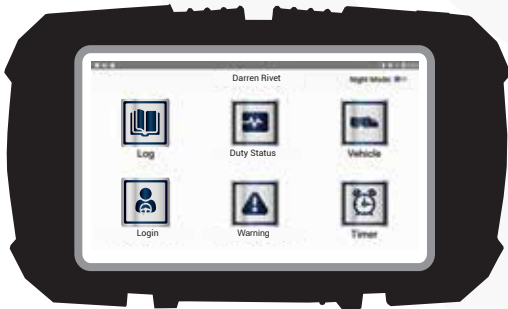 Darren Rivet
Night Mode
Log
Duty Status
Vehicle
Login
Warning
Timer